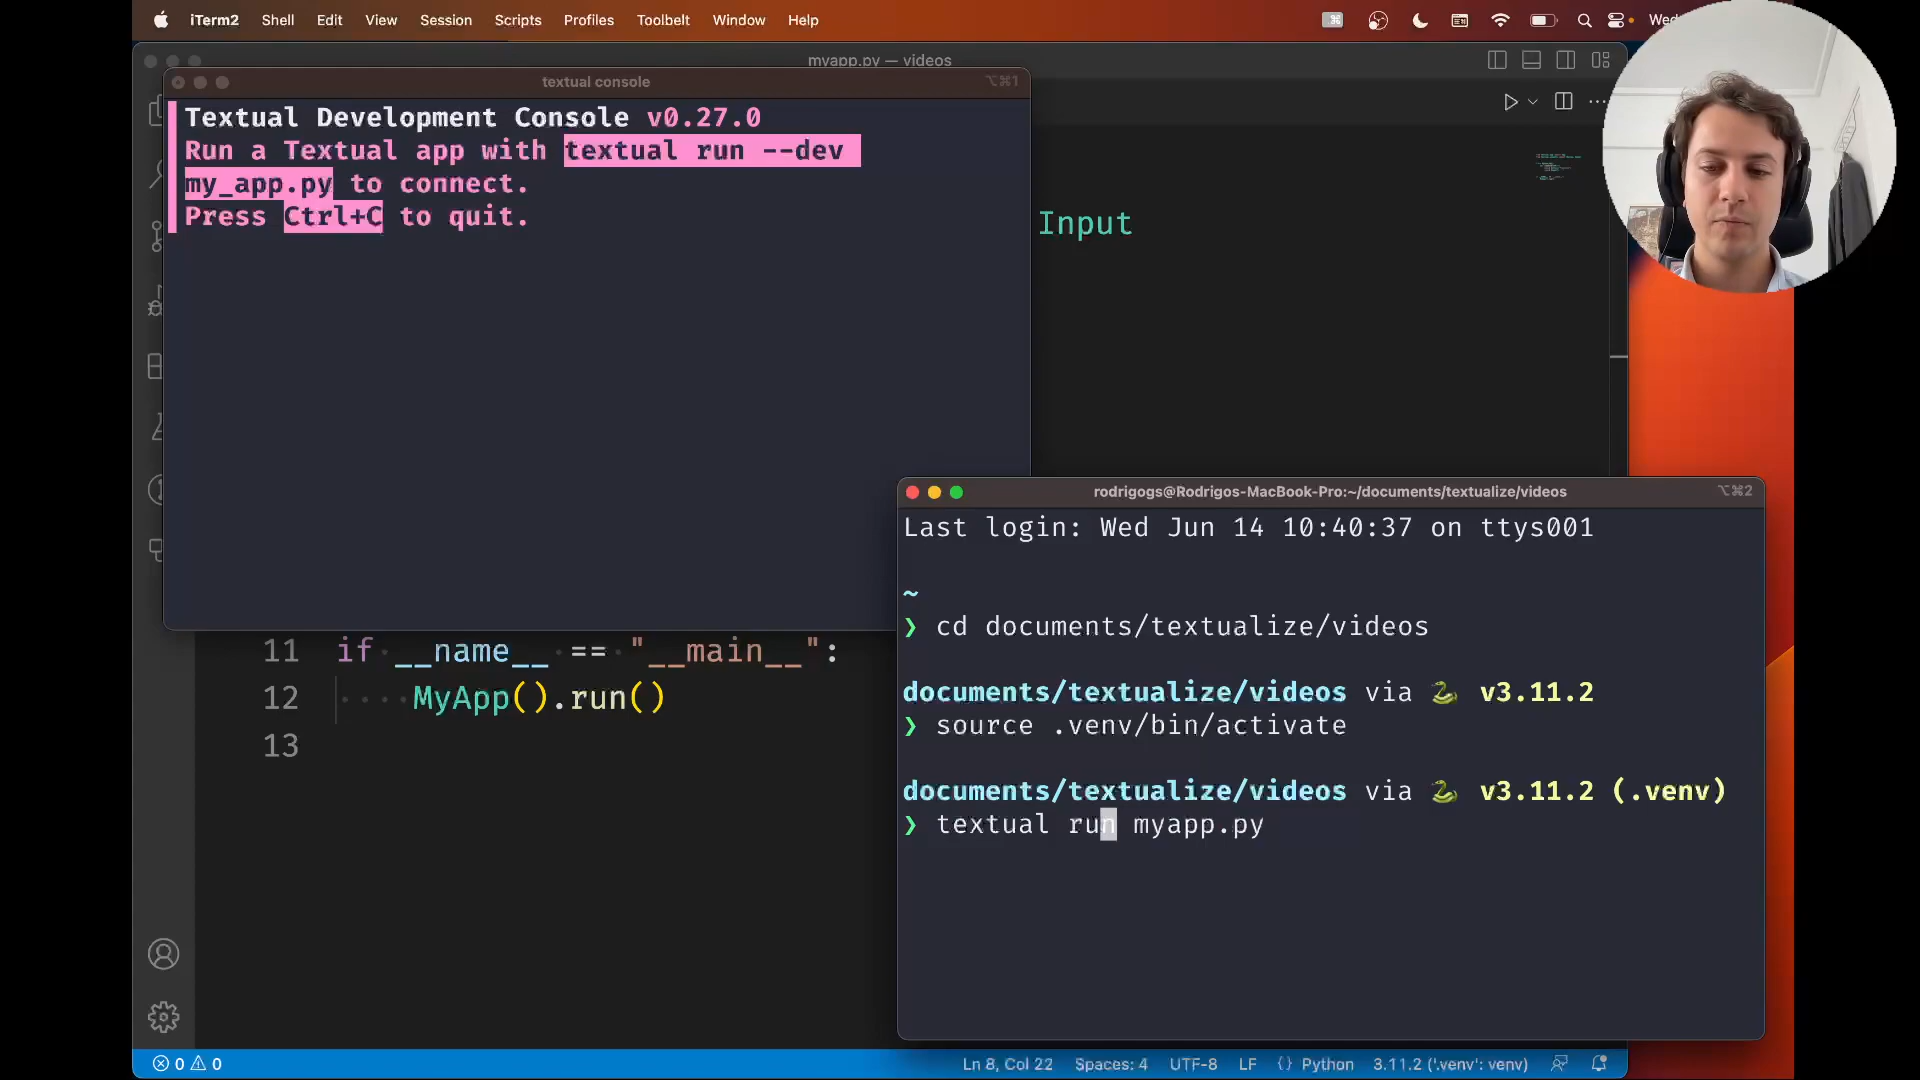 iTerm2 Shell Edit View Session Scripts Profiles Toolbelt Window Help
myapp.py — videos
textual console
⌥⌘1
Textual Development Console v0.27.0
Run a Textual app with textual run --dev
my_app.py to connect.
Press Ctrl+C to quit.
Input
rodrigogs@Rodrigos-MacBook-Pro:~/documents/textualize/videos
⌥⌘2
Last login: Wed Jun 14 10:40:37 on ttys001
~
❯ cd documents/textualize/videos
documents/textualize/videos via 🐍 v3.11.2
❯ source .venv/bin/activate
documents/textualize/videos via 🐍 v3.11.2 (.venv)
❯ textual run myapp.py
11 if __name__ == "__main__":
12 MyApp().run()
13
0 0
Ln 8, Col 22 Spaces: 4 UTF-8 LF {} Python 3.11.2 ('.venv': venv)